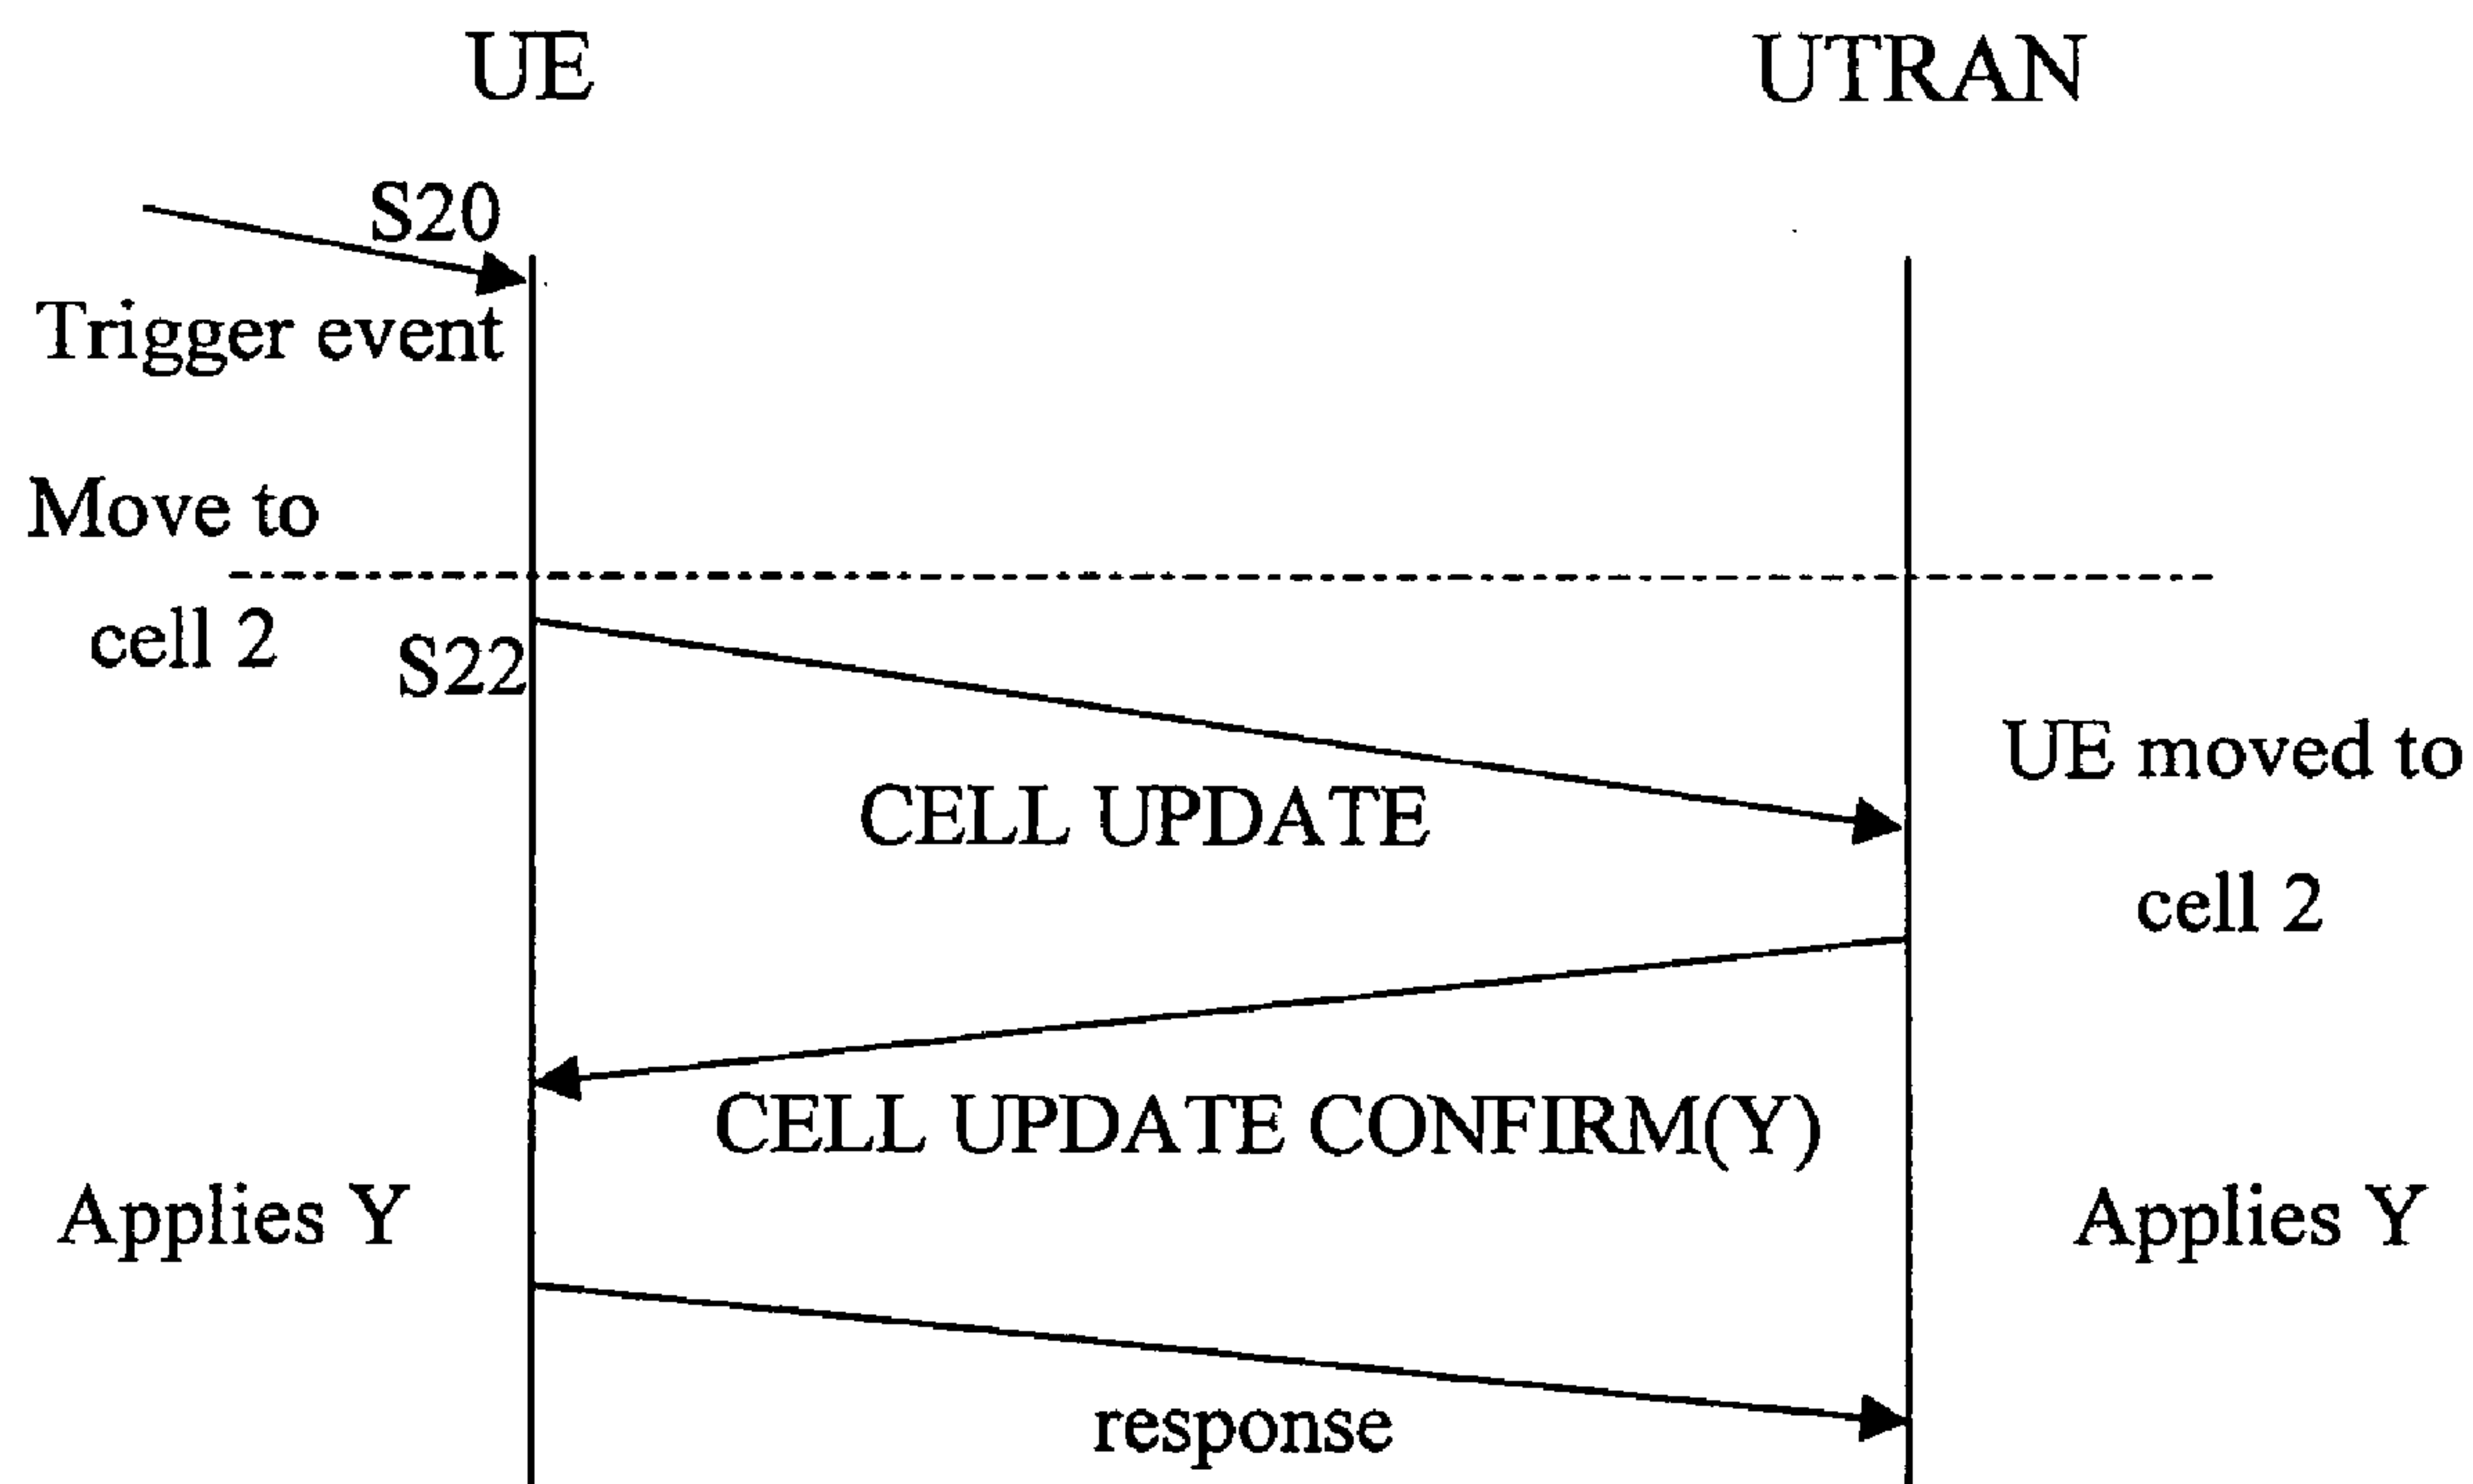 UE
UTRAN
S20
Trigger event
Move to
cell 2
S22
UE moved to
CELL UPDATE
cell 2
CELL UPDATE CONFIRM(Y)
Applies Y
Applies Y
response